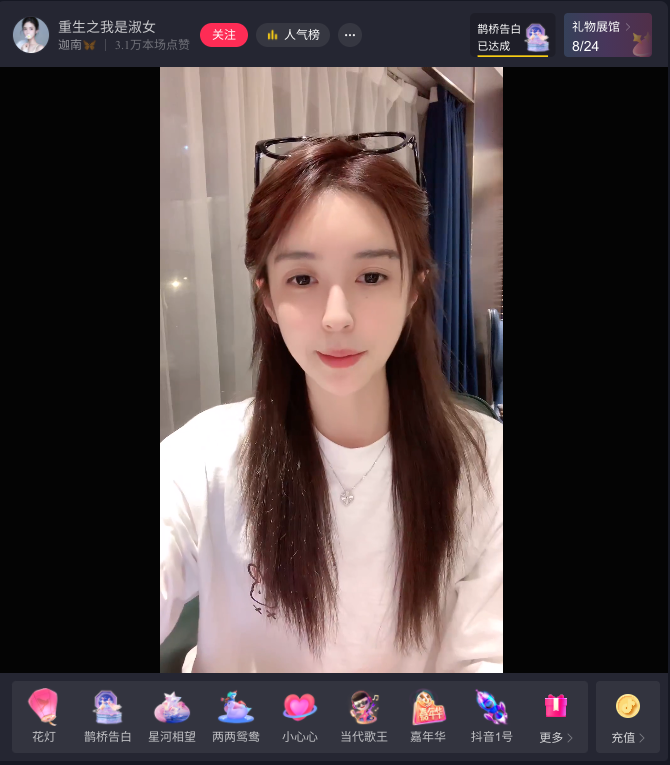 重生之我是淑女
迦南 3.1万本场点赞
关注
人气榜
鹊桥告白
已达成
礼物展馆
8/24
花灯
鹊桥告白
星河相望
两两鸳鸯
小心心
当代歌王
嘉年华
嘉年华
抖音1号
更多
充值